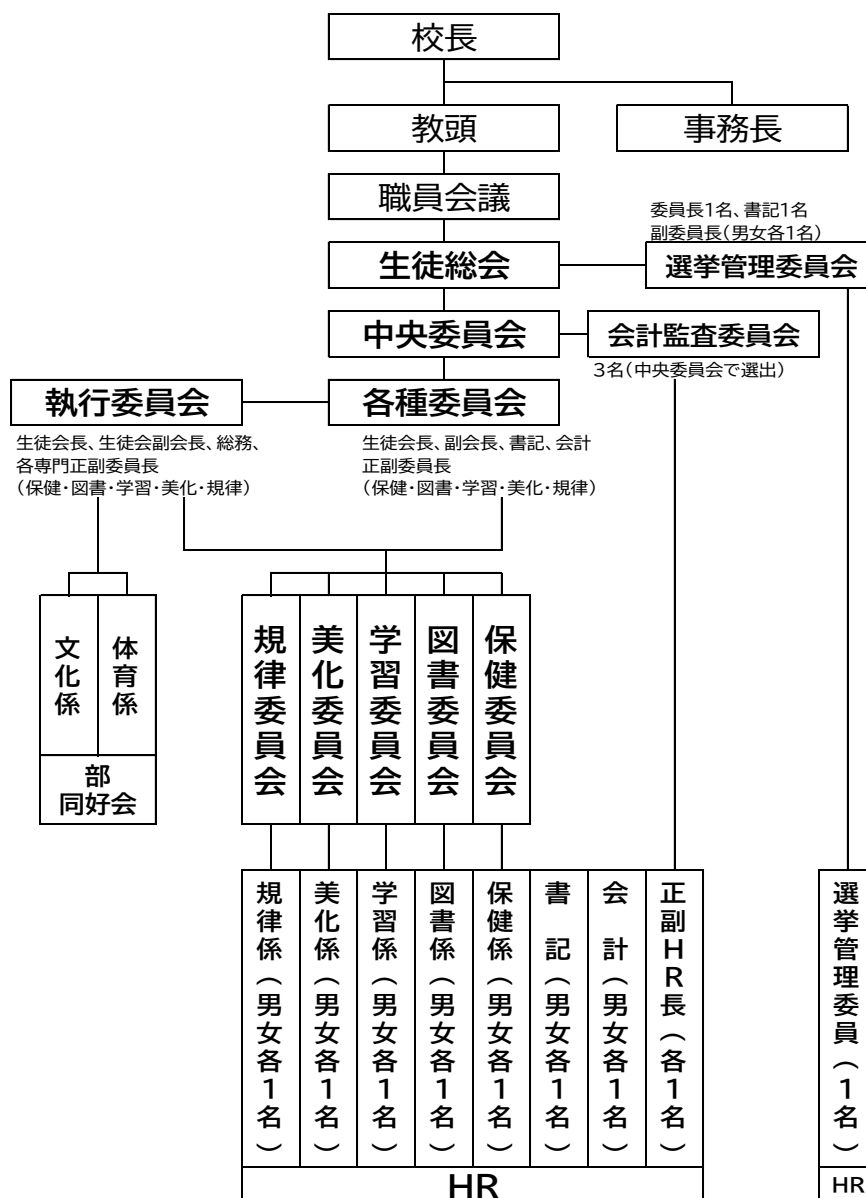 校長
教頭
事務長
職員会議
委員長1名、書記1名
副委員長(男女各1名)
生徒総会
選挙管理委員会
中央委員会
会計監査委員会
3名(中央委員会で選出)
執行委員会
各種委員会
生徒会長、生徒会副会長、総務、
各専門正副委員長
(保健・図書・学習・美化・規律)
生徒会長、副会長、書記、会計
正副委員長
(保健・図書・学習・美化・規律)
文化係
体育係
部
同好会
規律委員会
美化委員会
学習委員会
図書委員会
保健委員会
規律係(男女各1名)
美化係(男女各1名)
学習係(男女各1名)
図書係(男女各1名)
保健係(男女各1名)
書記(男女各1名)
会計(男女各1名)
正副HR長(各1名)
選挙管理委員(1名)
HR
HR